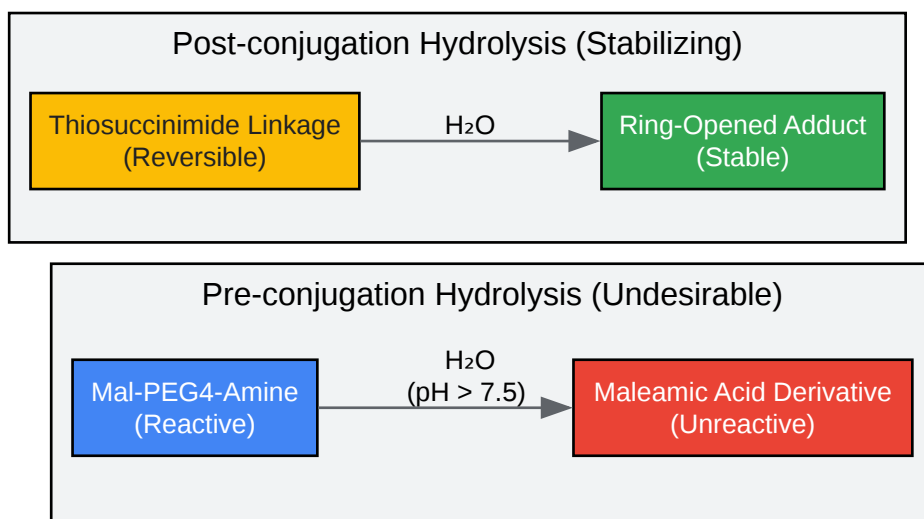 Post-conjugation Hydrolysis (Stabilizing)
Thiosuccinimide Linkage
(Reversible)
H₂O
Ring-Opened Adduct
(Stable)
Pre-conjugation Hydrolysis (Undesirable)
Mal-PEG4-Amine
(Reactive)
H₂O
(pH > 7.5)
Maleamic Acid Derivative
(Unreactive)